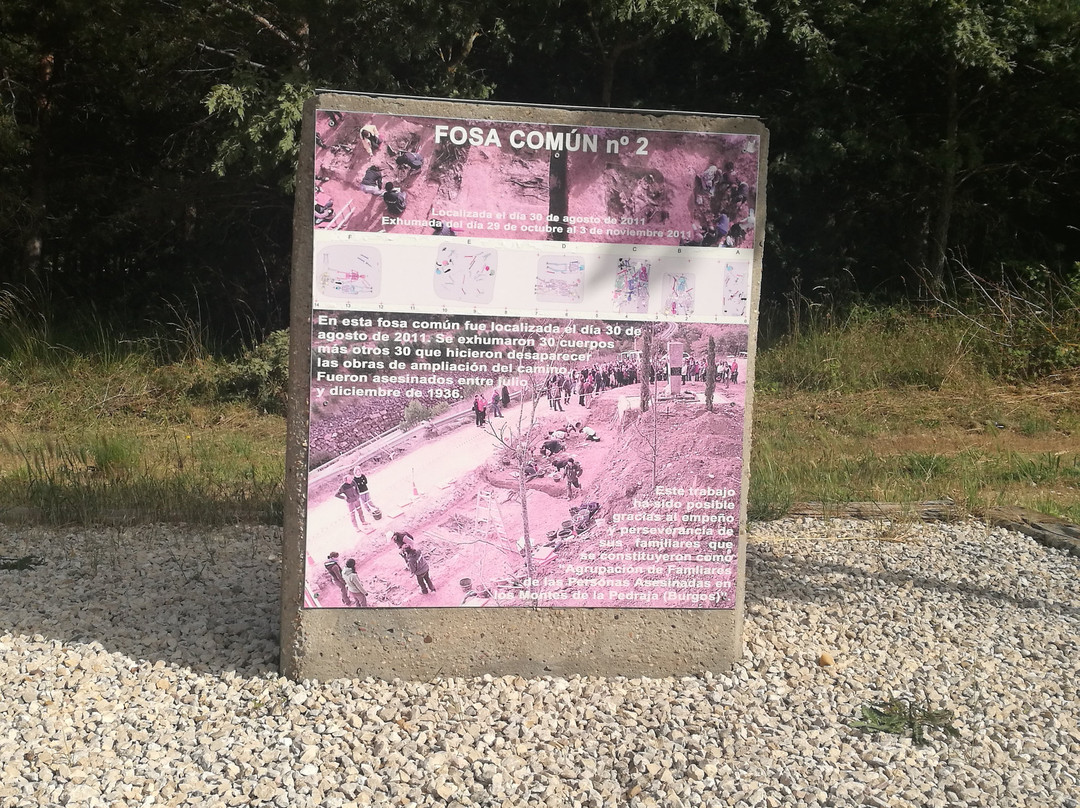 FOSA COMÚN nº 2
Localizada el día 30 de agosto de 2011
Exhumada del día 29 de octubre al 3 de noviembre 2011
F E D C B A
En esta fosa común fue localizada el día 30 de
agosto de 2011. Se exhumaron 30 cuerpos
más otros 30 que hicieron desaparecer
las obras de ampliación del camino.
Fueron asesinados entre julio
y diciembre de 1936.
Este trabajo
ha sido posible
gracias al empeño
y perseverancia de
sus familiares que
se constituyeron como
"Agrupación de Famliares
de las Personas Asesinadas en
los Montes de la Pedraja (Burgos)".